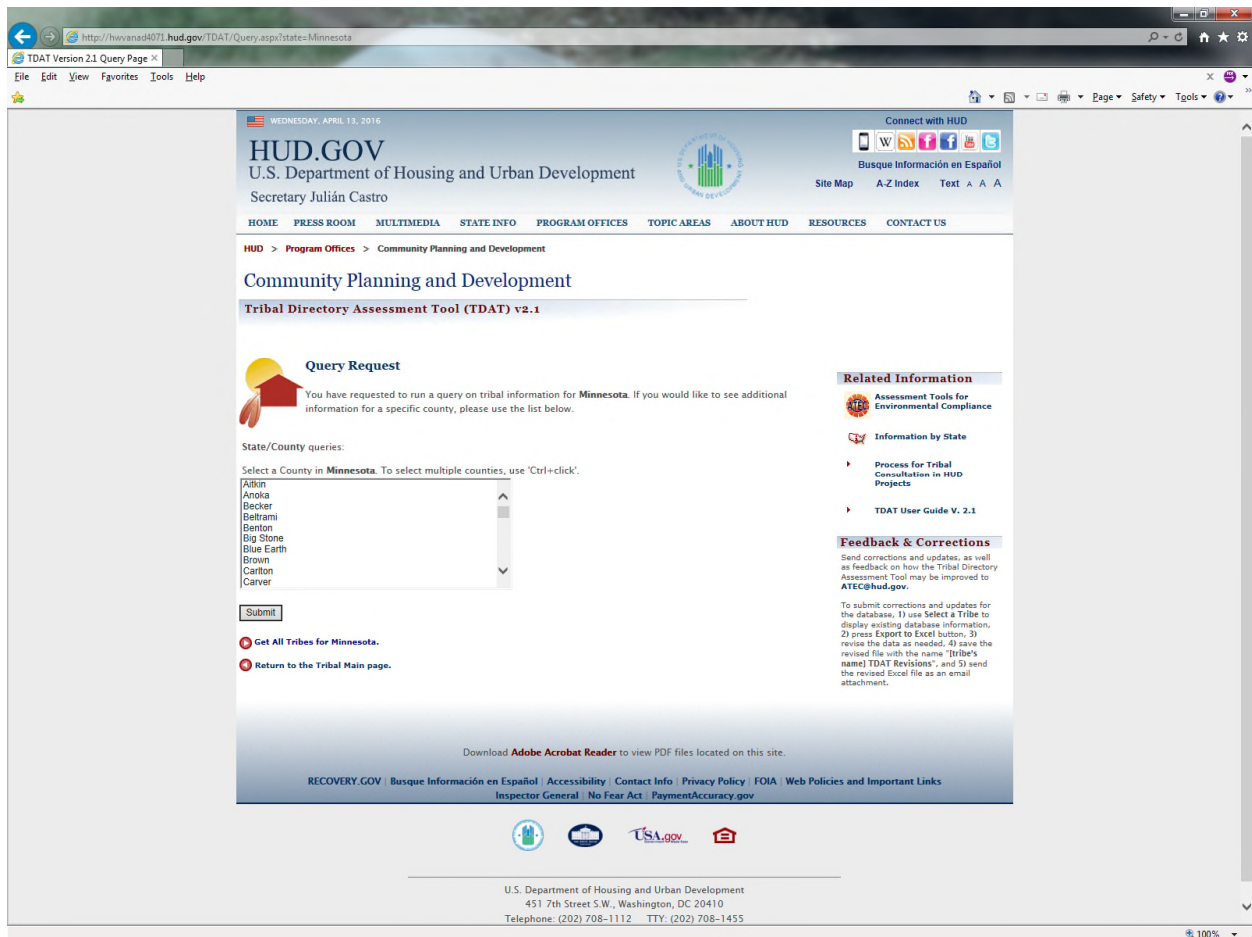 http://hwvanad4071.hud.gov/TDAT/Query.aspx?state=Minnesota
TDAT Version 2.1 Query Page
File Edit View Favorites Tools Help
Page Safety Tools
WEDNESDAY, APRIL 13, 2016
Connect with HUD
HUD.GOV
U.S. Department of Housing and Urban Development
Secretary Julián Castro
Busque Información en Español
Site Map A-Z Index Text A A A
HOME PRESS ROOM MULTIMEDIA STATE INFO PROGRAM OFFICES TOPIC AREAS ABOUT HUD RESOURCES CONTACT US
HUD > Program Offices > Community Planning and Development
Community Planning and Development
Tribal Directory Assessment Tool (TDAT) v2.1
Query Request
You have requested to run a query on tribal information for Minnesota. If you would like to see additional
information for a specific county, please use the list below.
State/County queries:
Select a County in Minnesota. To select multiple counties, use 'Ctrl+click'.
Aitkin
Anoka
Becker
Beltrami
Benton
Big Stone
Blue Earth
Brown
Carlton
Carver
Submit
Get All Tribes for Minnesota.
Return to the Tribal Main page.
Related Information
ATEC
Assessment Tools for
Environmental Compliance
Information by State
Process for Tribal
Consultation in HUD
Projects
TDAT User Guide V. 2.1
Feedback & Corrections
Send corrections and updates, as well
as feedback on how the Tribal Directory
Assessment Tool may be improved to
ATEC@hud.gov.
To submit corrections and updates for
the database, 1) use Select a Tribe to
display existing database information,
2) press Export to Excel button, 3)
revise the data as needed, 4) save the
revised file with the name "[tribe's
name] TDAT Revisions", and 5) send
the revised Excel file as an email
attachment.
Download Adobe Acrobat Reader to view PDF files located on this site.
RECOVERY.GOV | Busque Información en Español | Accessibility | Contact Info | Privacy Policy | FOIA | Web Policies and Important Links
Inspector General | No Fear Act | PaymentAccuracy.gov
USA.gov
U.S. Department of Housing and Urban Development
451 7th Street S.W., Washington, DC 20410
Telephone: (202) 708-1112 TTY: (202) 708-1455
100%